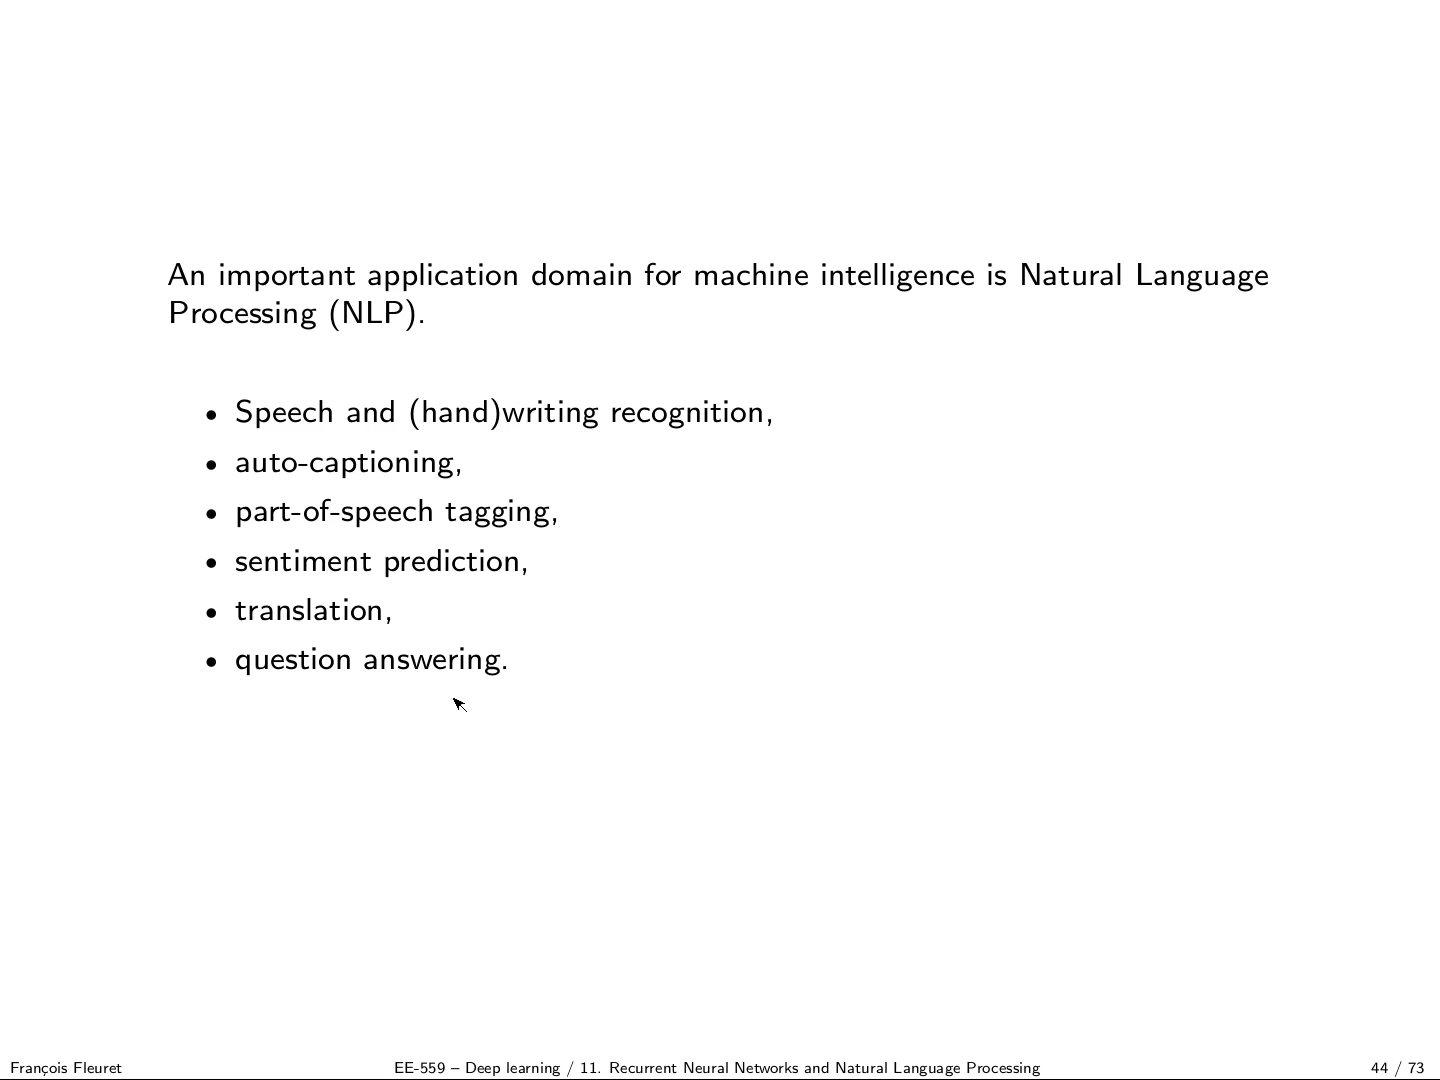 An important application domain for machine intelligence is Natural Language
Processing (NLP).
• Speech and (hand)writing recognition,
• auto-captioning,
• part-of-speech tagging,
• sentiment prediction,
• translation,
• question answering.
François Fleuret EE-559 – Deep learning / 11. Recurrent Neural Networks and Natural Language Processing 44 / 73